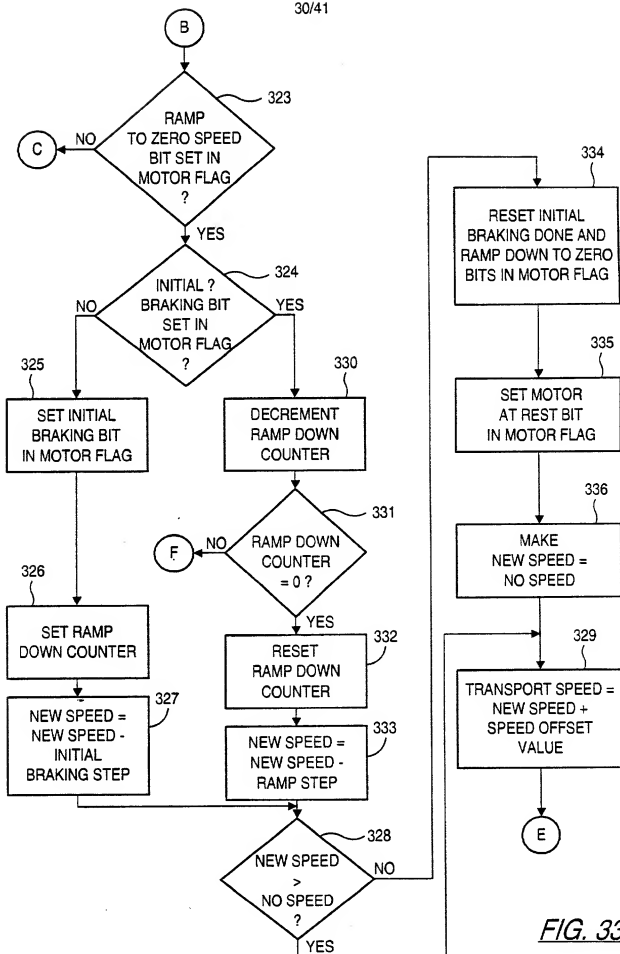 30/41
B
323
RAMP
TO ZERO SPEED
BIT SET IN
MOTOR FLAG
?
NO
C
YES
324
INITIAL ?
BRAKING BIT
SET IN
MOTOR FLAG
?
NO
YES
325
SET INITIAL
BRAKING BIT
IN MOTOR FLAG
326
SET RAMP
DOWN COUNTER
327
NEW SPEED =
NEW SPEED -
INITIAL
BRAKING STEP
330
DECREMENT
RAMP DOWN
COUNTER
331
RAMP DOWN
COUNTER
= 0 ?
NO
F
YES
332
RESET
RAMP DOWN
COUNTER
333
NEW SPEED =
NEW SPEED -
RAMP STEP
328
NEW SPEED
>
NO SPEED
?
NO
YES
334
RESET INITIAL
BRAKING DONE AND
RAMP DOWN TO ZERO
BITS IN MOTOR FLAG
335
SET MOTOR
AT REST BIT
IN MOTOR FLAG
336
MAKE
NEW SPEED =
NO SPEED
329
TRANSPORT SPEED =
NEW SPEED +
SPEED OFFSET
VALUE
E
FIG. 33